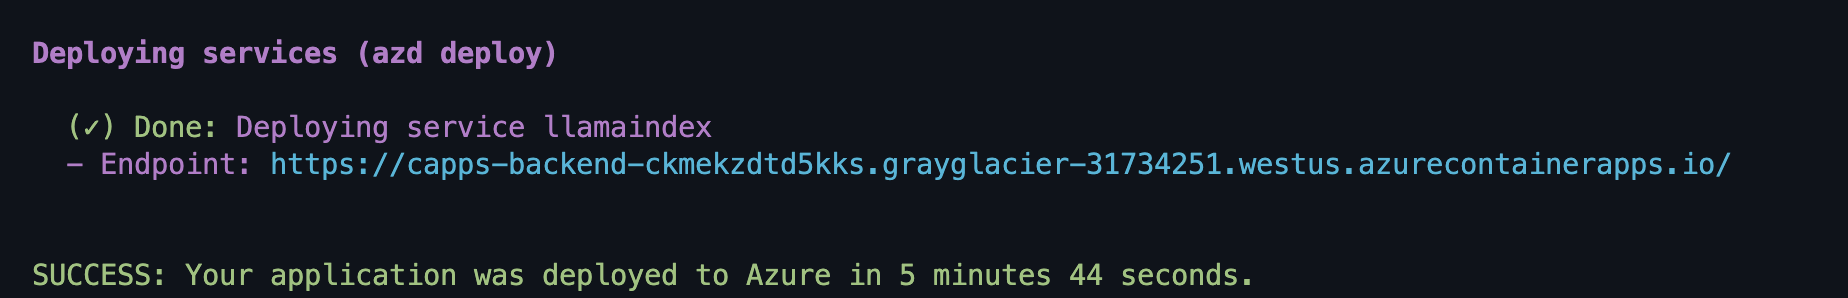 Deploying services (azd deploy)
(✓) Done: Deploying service llamaindex
- Endpoint: https://capps-backend-ckmekzdtd5kks.grayglacier-31734251.westus.azurecontainerapps.io/
SUCCESS: Your application was deployed to Azure in 5 minutes 44 seconds.